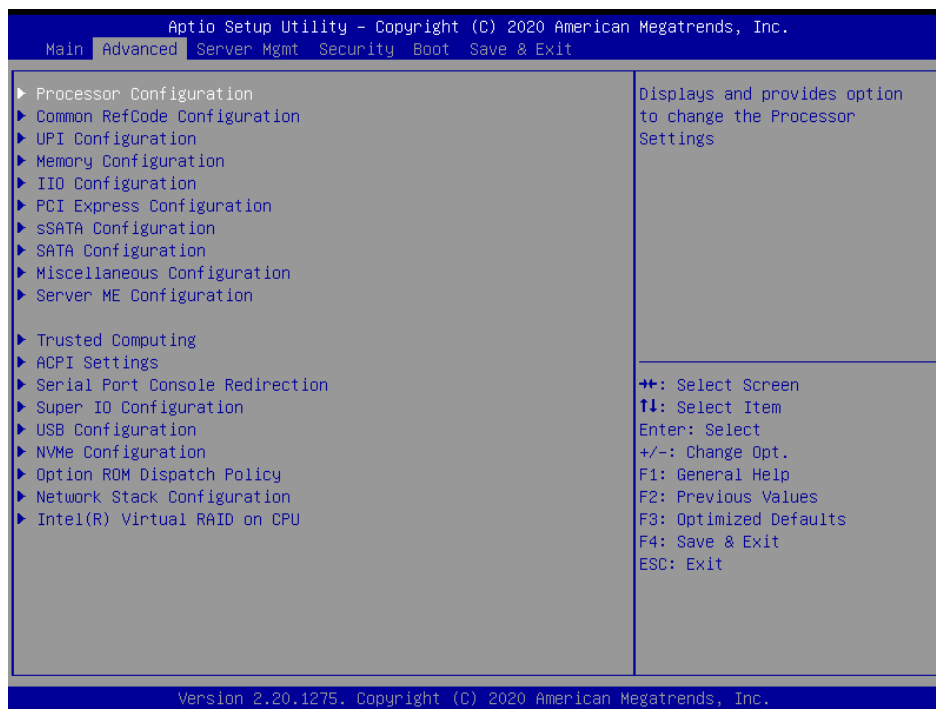 Aptio Setup Utility – Copyright (C) 2020 American Megatrends, Inc.
Main Advanced Server Mgmt Security Boot Save & Exit
▶ Processor Configuration
▶ Common RefCode Configuration
▶ UPI Configuration
▶ Memory Configuration
▶ IIO Configuration
▶ PCI Express Configuration
▶ sSATA Configuration
▶ SATA Configuration
▶ Miscellaneous Configuration
▶ Server ME Configuration
▶ Trusted Computing
▶ ACPI Settings
▶ Serial Port Console Redirection
▶ Super IO Configuration
▶ USB Configuration
▶ NVMe Configuration
▶ Option ROM Dispatch Policy
▶ Network Stack Configuration
▶ Intel(R) Virtual RAID on CPU
Displays and provides option
to change the Processor
Settings
→←: Select Screen
↑↓: Select Item
Enter: Select
+/-: Change Opt.
F1: General Help
F2: Previous Values
F3: Optimized Defaults
F4: Save & Exit
ESC: Exit
Version 2.20.1275. Copyright (C) 2020 American Megatrends, Inc.